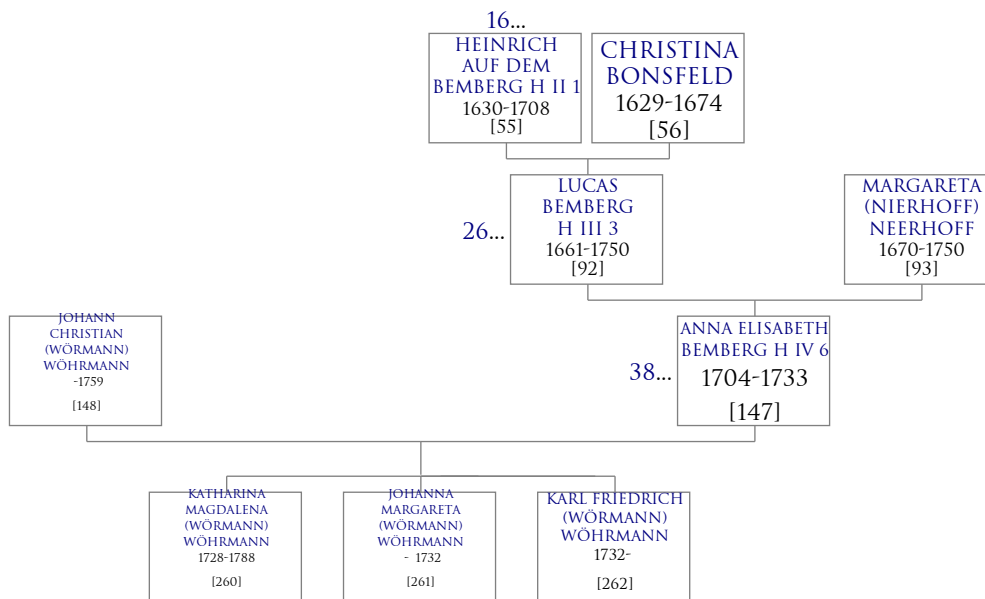 16...
HEINRICH
AUF DEM
BEMBERG H II 1
1630-1708
[55]
CHRISTINA
BONSFELD
1629-1674
[56]
26...
LUCAS
BEMBERG
H III 3
1661-1750
[92]
MARGARETA
(NIERHOFF)
NEERHOFF
1670-1750
[93]
JOHANN
CHRISTIAN
(WÖRMANN)
WÖHRMANN
-1759
[148]
38...
ANNA ELISABETH
BEMBERG H IV 6
1704-1733
[147]
KATHARINA
MAGDALENA
(WÖRMANN)
WÖHRMANN
1728-1788
[260]
JOHANNA
MARGARETA
(WÖRMANN)
WÖHRMANN
- 1732
[261]
KARL FRIEDRICH
(WÖRMANN)
WÖHRMANN
1732-
[262]